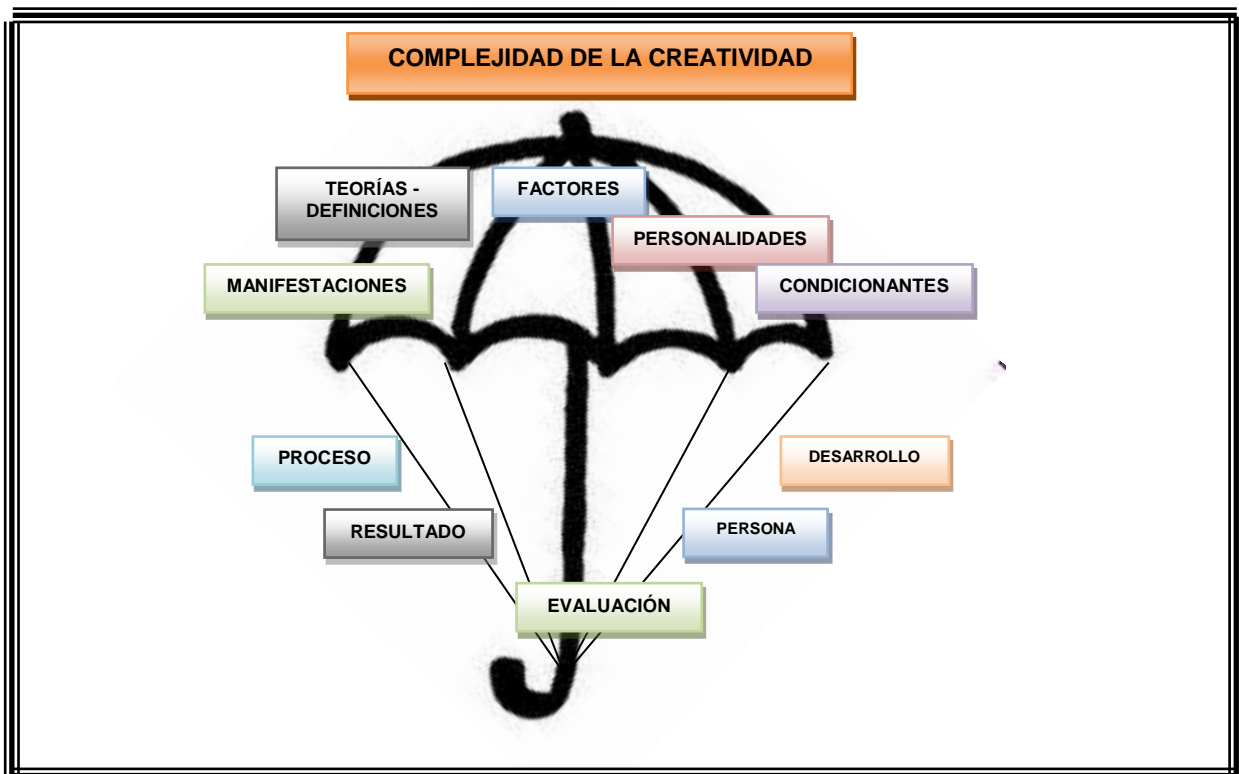 COMPLEJIDAD DE LA CREATIVIDAD
TEORÍAS -
DEFINICIONES
FACTORES
PERSONALIDADES
MANIFESTACIONES
CONDICIONANTES
PROCESO
DESARROLLO
RESULTADO
PERSONA
EVALUACIÓN